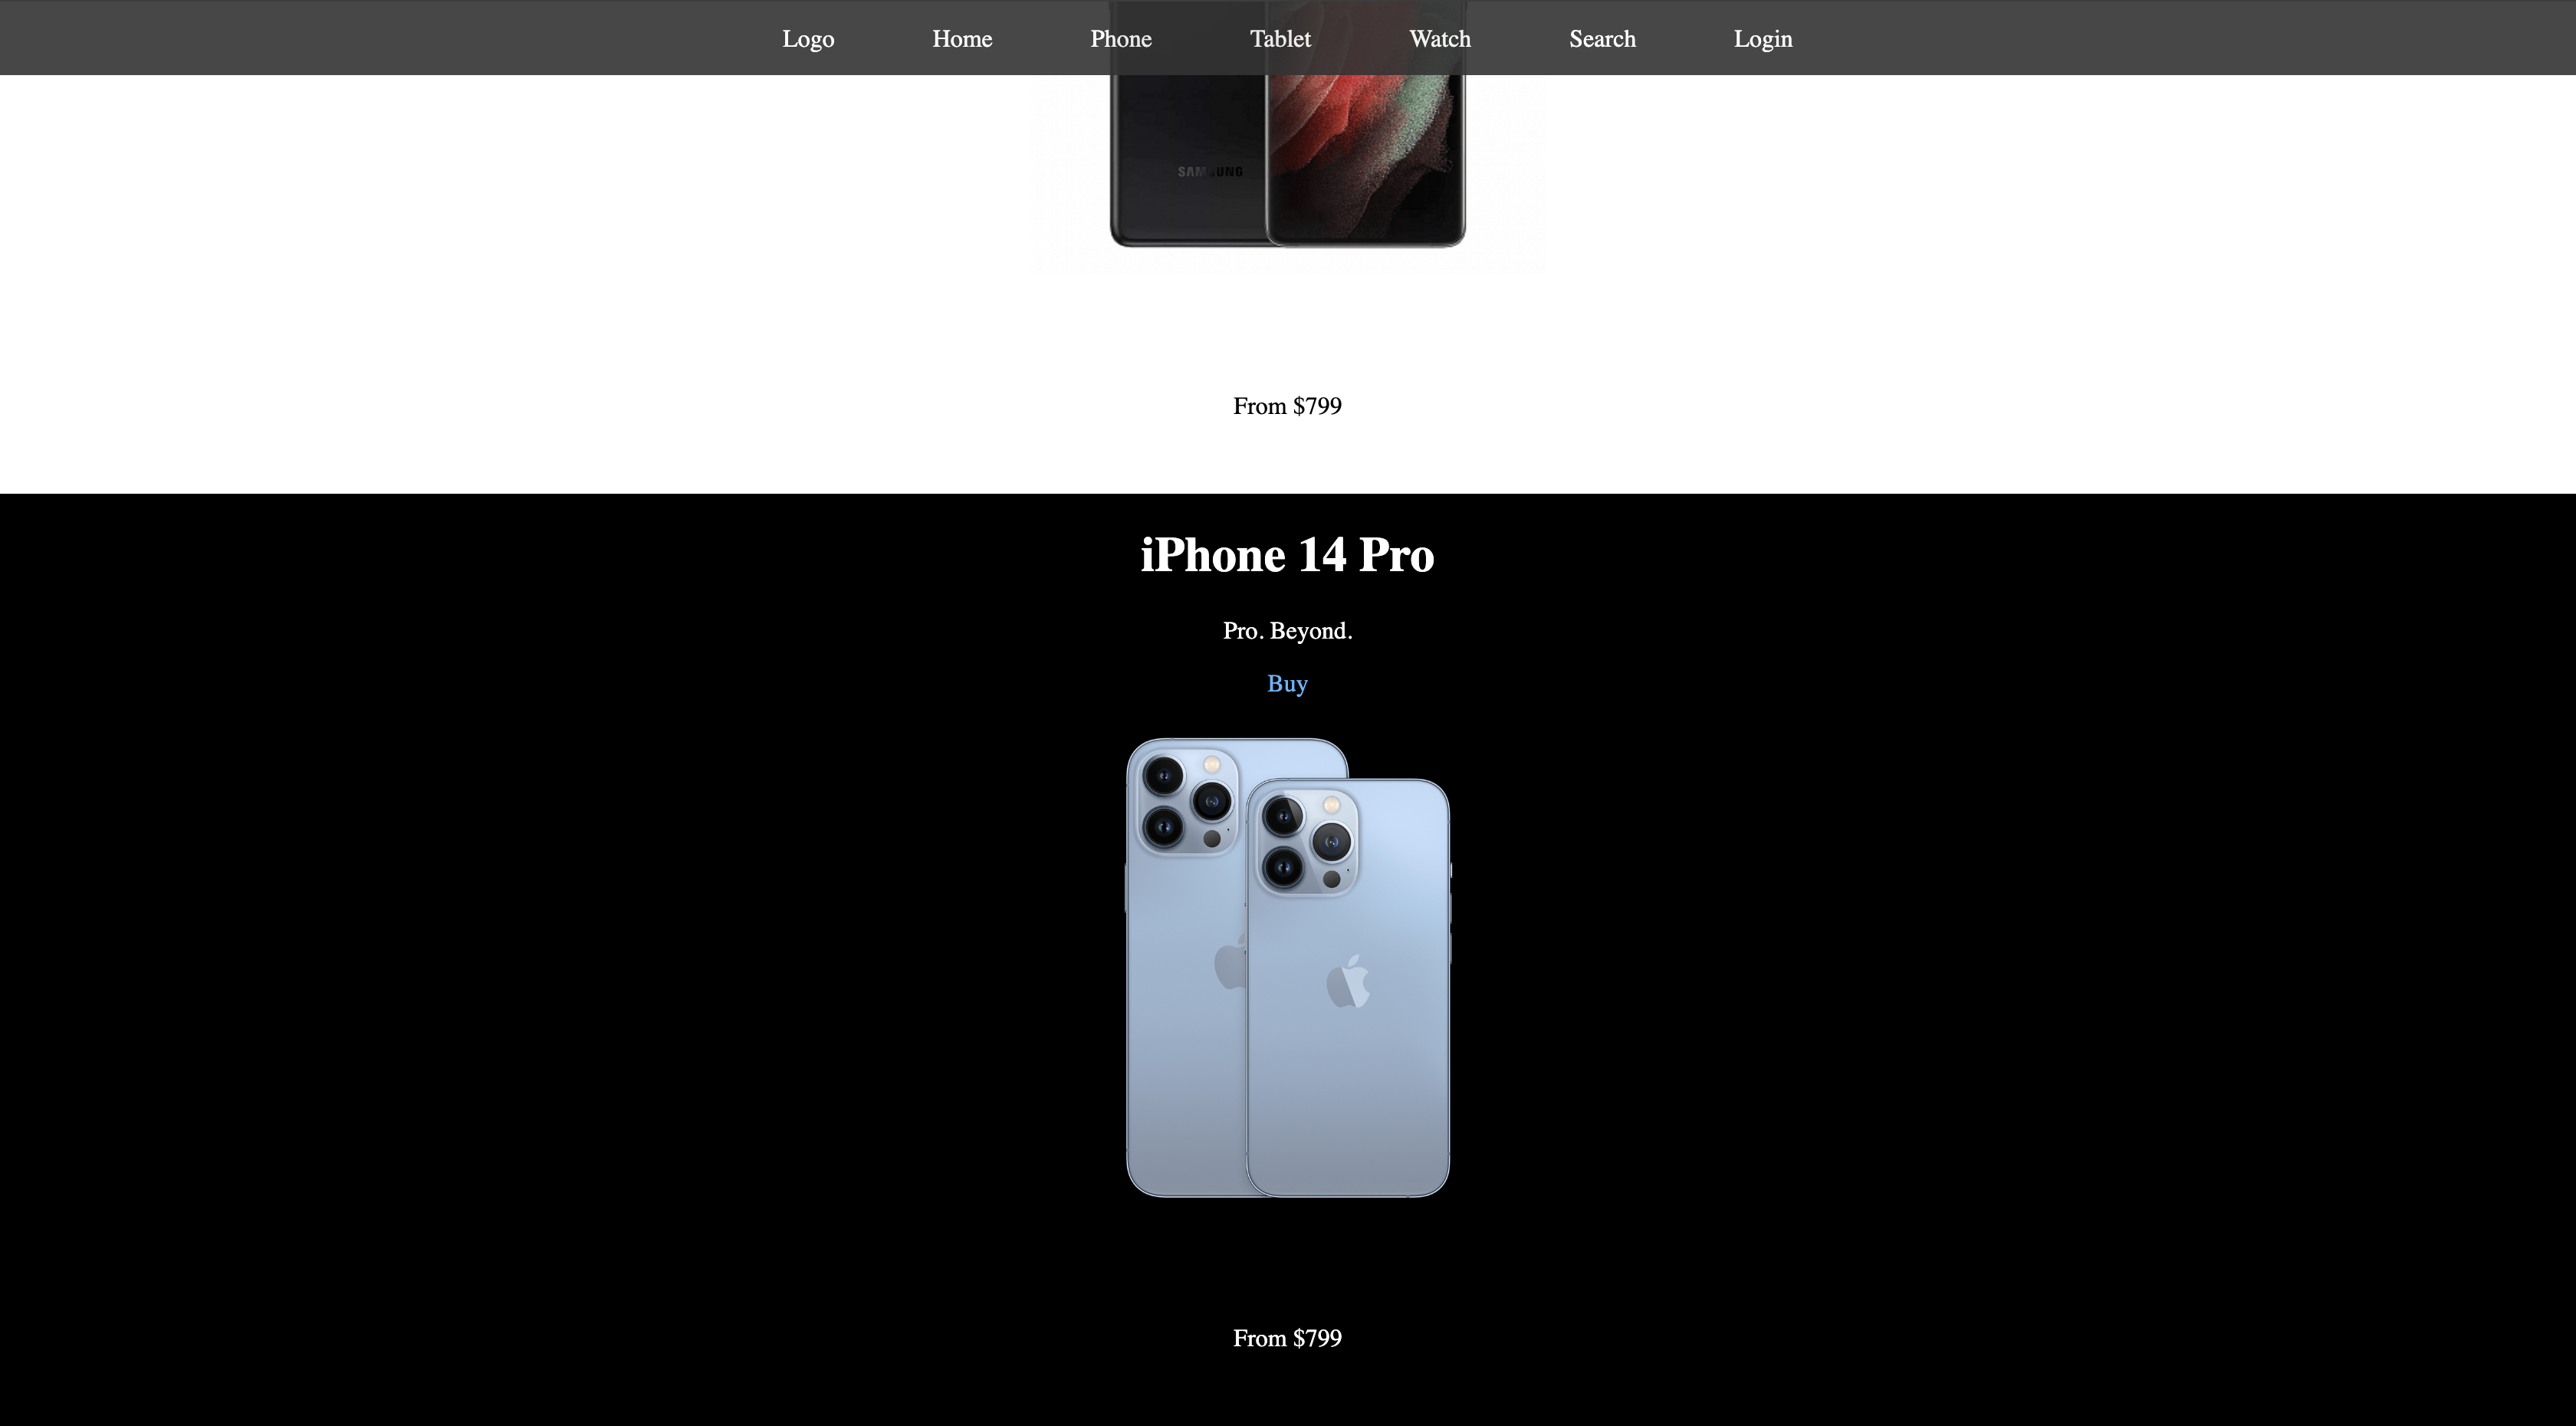 Logo Home Phone Tablet Watch Search Login
SAMSUNG
From $799
iPhone 14 Pro
Pro. Beyond.
Buy
From $799